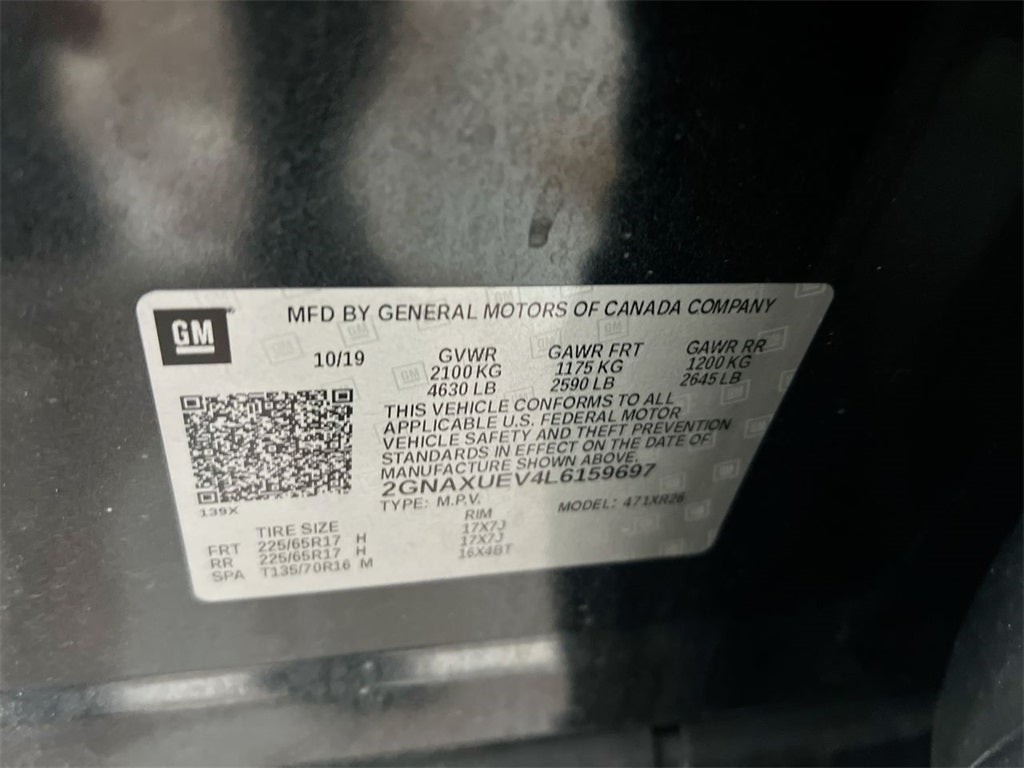 GM
MFD BY GENERAL MOTORS OF CANADA COMPANY
10/19
GVWR GAWR FRT GAWR RR
2100 KG 1175 KG 1200 KG
4630 LB 2590 LB 2645 LB
THIS VEHICLE CONFORMS TO ALL
APPLICABLE U.S. FEDERAL MOTOR
VEHICLE SAFETY AND THEFT PREVENTION
STANDARDS IN EFFECT ON THE DATE OF
MANUFACTURE SHOWN ABOVE.
2GNAXUEV4L6159697
TYPE: M.P.V. MODEL: 471XR26
139X
TIRE SIZE RIM
FRT 225/65R17 H 17X7J
RR 225/65R17 H 17X7J
SPA T135/70R16 M 16X4BT